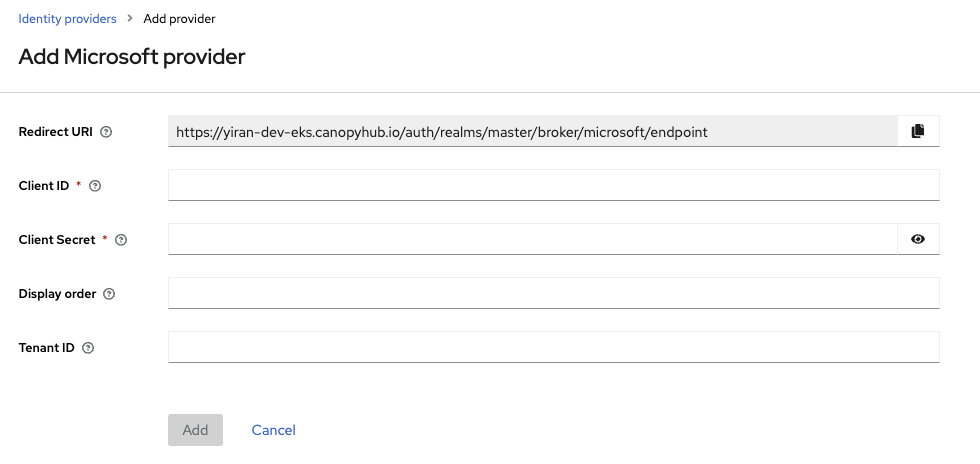 Identity providers > Add provider
Add Microsoft provider
Redirect URI https://yiran-dev-eks.canopyhub.io/auth/realms/master/broker/microsoft/endpoint
Client ID *
Client Secret *
Display order
Tenant ID
Add Cancel